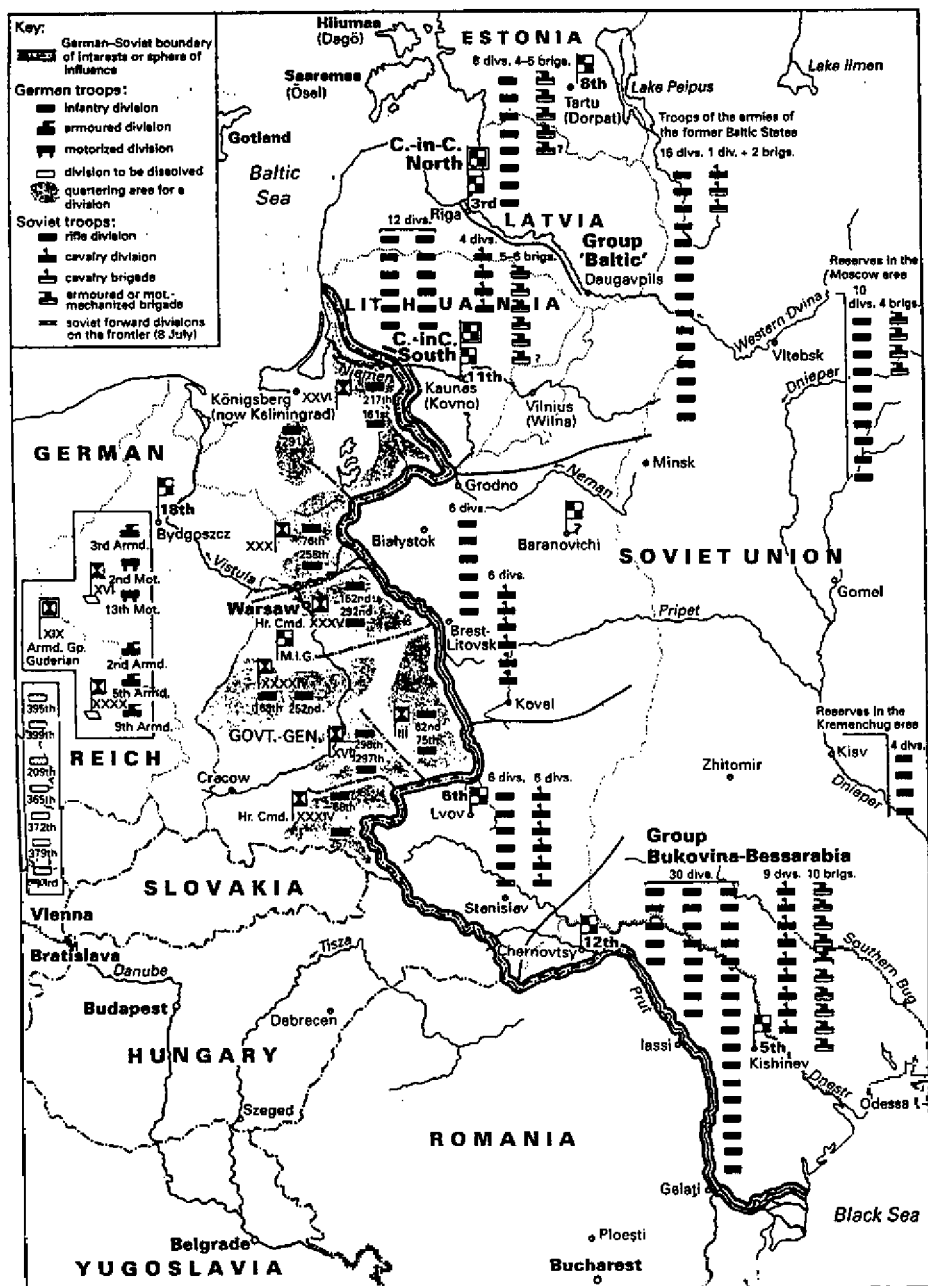 Key:
German–Soviet boundary
of interests or sphere of
influence
German troops:
infantry division
armoured division
motorized division
division to be dissolved
quartering area for a
division
Soviet troops:
rifle division
cavalry division
cavalry brigade
armoured or mot.-
mechanized brigade
soviet forward divisions
on the frontier (8 July)
Hiiumaa
(Dagö)
ESTONIA
Saaremaa
(Ösel)
8 divs. 4–5 brigs.
8th
Tartu
(Dorpat)
?
Lake Peipus
Lake Ilmen
Gotland
Baltic
Sea
Troops of the armies of
the former Baltic States
16 divs. 1 div. + 2 brigs.
C.-in-C.
North
3rd
Riga
LATVIA
Group
'Baltic'
Daugavpils
12 divs.
4 divs.
5–6 brigs.
?
LITHUANIA
C.-inC.
South
11th
Kaunas
(Kovno)
Vilnius
(Wilna)
Reserves in the
Moscow area
10
divs. 4 brigs.
Western Dvina
Vitebsk
Dnieper
Niemen
XXVI
217th
161st
Königsberg
(now Kaliningrad)
291
GERMAN
18th
Bydgoszcz
Grodno
Neman
Minsk
6 divs.
Białystok
?
Baranovichi
SOVIET UNION
Gomel
3rd Armd.
XVI
2nd Mot.
13th Mot.
XIX
Armd. Gp.
Guderian
2nd Armd.
XXXX
5th Armd.
9th Armd.
XXX
76th
258th
Vistula
Warsaw
Hr. Cmd. XXXV
162nd
292nd
M.I.G.
XXXXIV
168th
252nd
6 divs.
Brest-
Litovsk
Pripet
Kovel
395th
399th
209th
365th
372th
379th
REICH
GOVT.-GEN.
XVII
298th
297th
III
62nd
75th
Cracow
Hr. Cmd.
XXXIV
68th
257
Reserves in the
Kremenchug area
4 divs.
Kiev
Dnieper
Zhitomir
6th
Lvov
6 divs. 6 divs.
Group
Bukovina-Bessarabia
30 divs.
9 divs. 10 brigs.
SLOVAKIA
Stanislav
Chernovtsy
12th
Vienna
Bratislava
Danube
Tisza
Budapest
Debrecen
HUNGARY
Szeged
Prut
Iassi
5th
Kishinev
Southern Bug
Dnestr
Odessa
ROMANIA
Galaţi
Black Sea
Ploeşti
Bucharest
Belgrade
YUGOSLAVIA